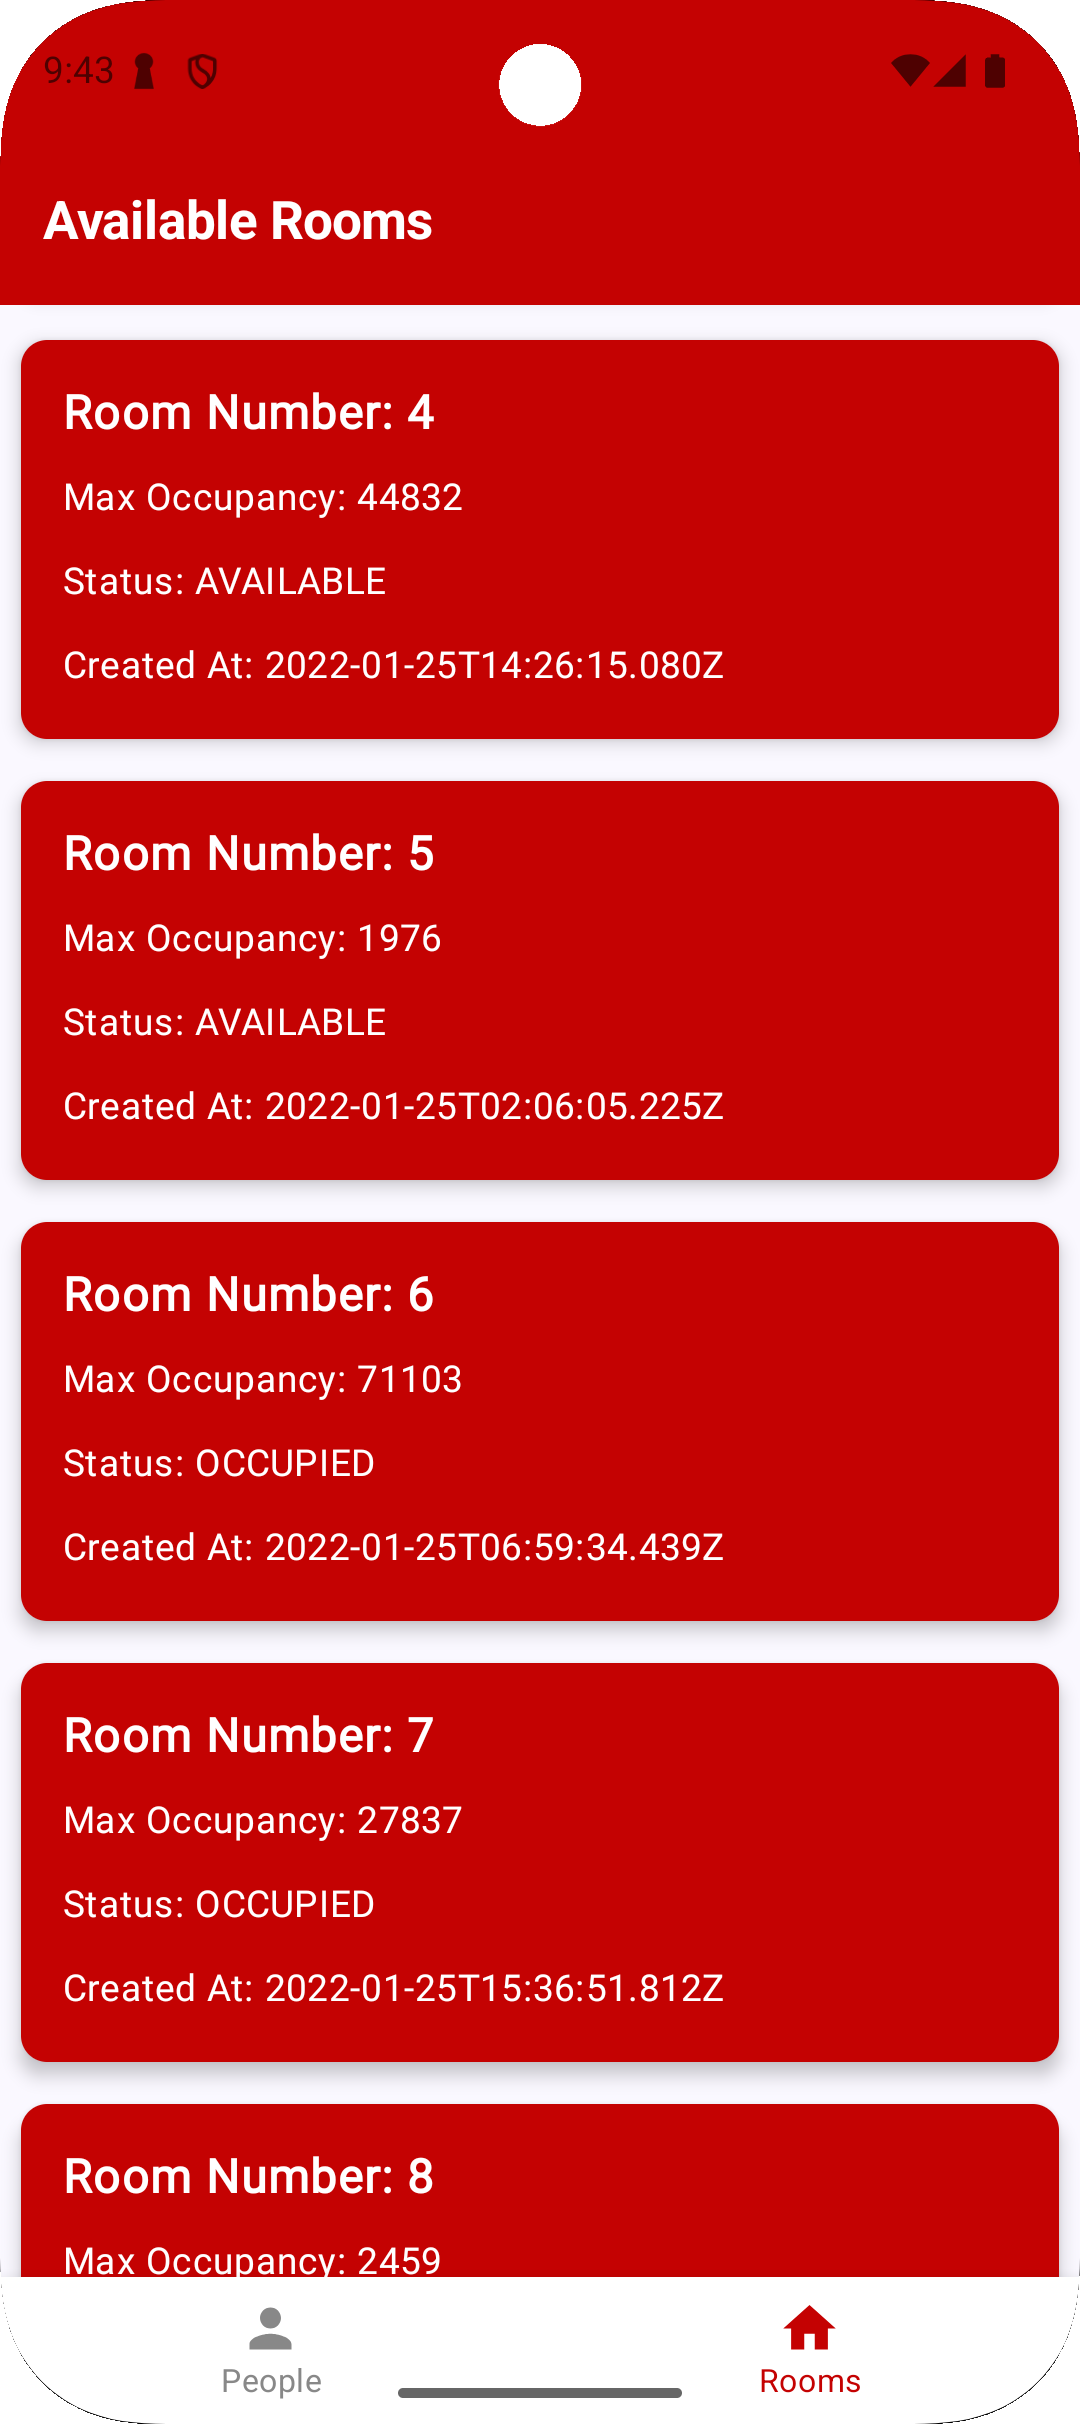 9:43
Available Rooms
Room Number: 4
Max Occupancy: 44832
Status: AVAILABLE
Created At: 2022-01-25T14:26:15.080Z
Room Number: 5
Max Occupancy: 1976
Status: AVAILABLE
Created At: 2022-01-25T02:06:05.225Z
Room Number: 6
Max Occupancy: 71103
Status: OCCUPIED
Created At: 2022-01-25T06:59:34.439Z
Room Number: 7
Max Occupancy: 27837
Status: OCCUPIED
Created At: 2022-01-25T15:36:51.812Z
Room Number: 8
Max Occupancy: 2459
People
Rooms